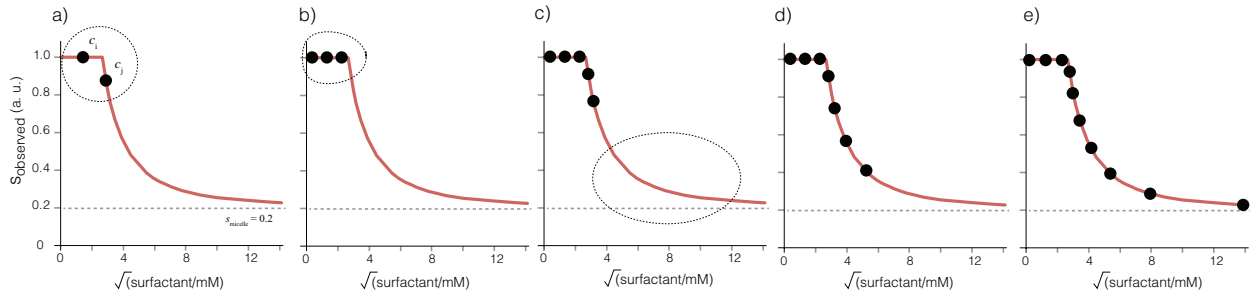 a)
b)
c)
d)
e)
s_observed (a. u.)
1.0
0.8
0.6
0.4
0.2
0
c_i
c_j
s_micelle = 0.2
0 4 8 12
√(surfactant/mM)
0 4 8 12
√(surfactant/mM)
0 4 8 12
√(surfactant/mM)
0 4 8 12
√(surfactant/mM)
0 4 8 12
√(surfactant/mM)